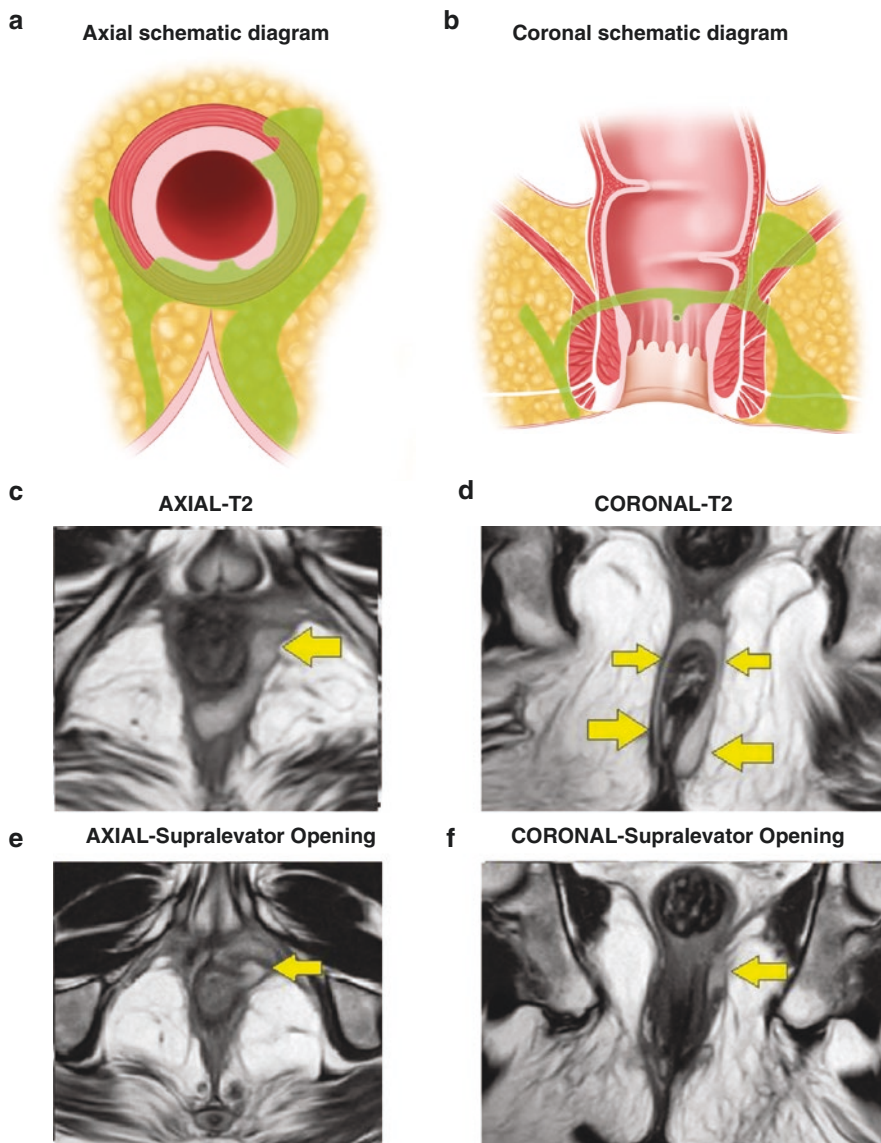 a
Axial schematic diagram
b
Coronal schematic diagram
c
AXIAL-T2
d
CORONAL-T2
e
AXIAL-Supralevator Opening
f
CORONAL-Supralevator Opening